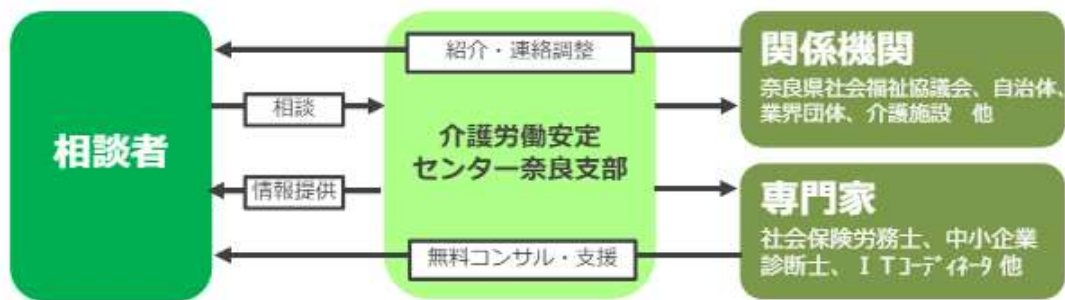 相談者
紹介・連絡調整
相談
介護労働安定
センター奈良支部
情報提供
無料コンサル・支援
関係機関
奈良県社会福祉協議会、自治体、
業界団体、介護施設　他
専門家
社会保険労務士、中小企業
診断士、ＩＴｺｰﾃﾞｨﾈｰﾀ 他